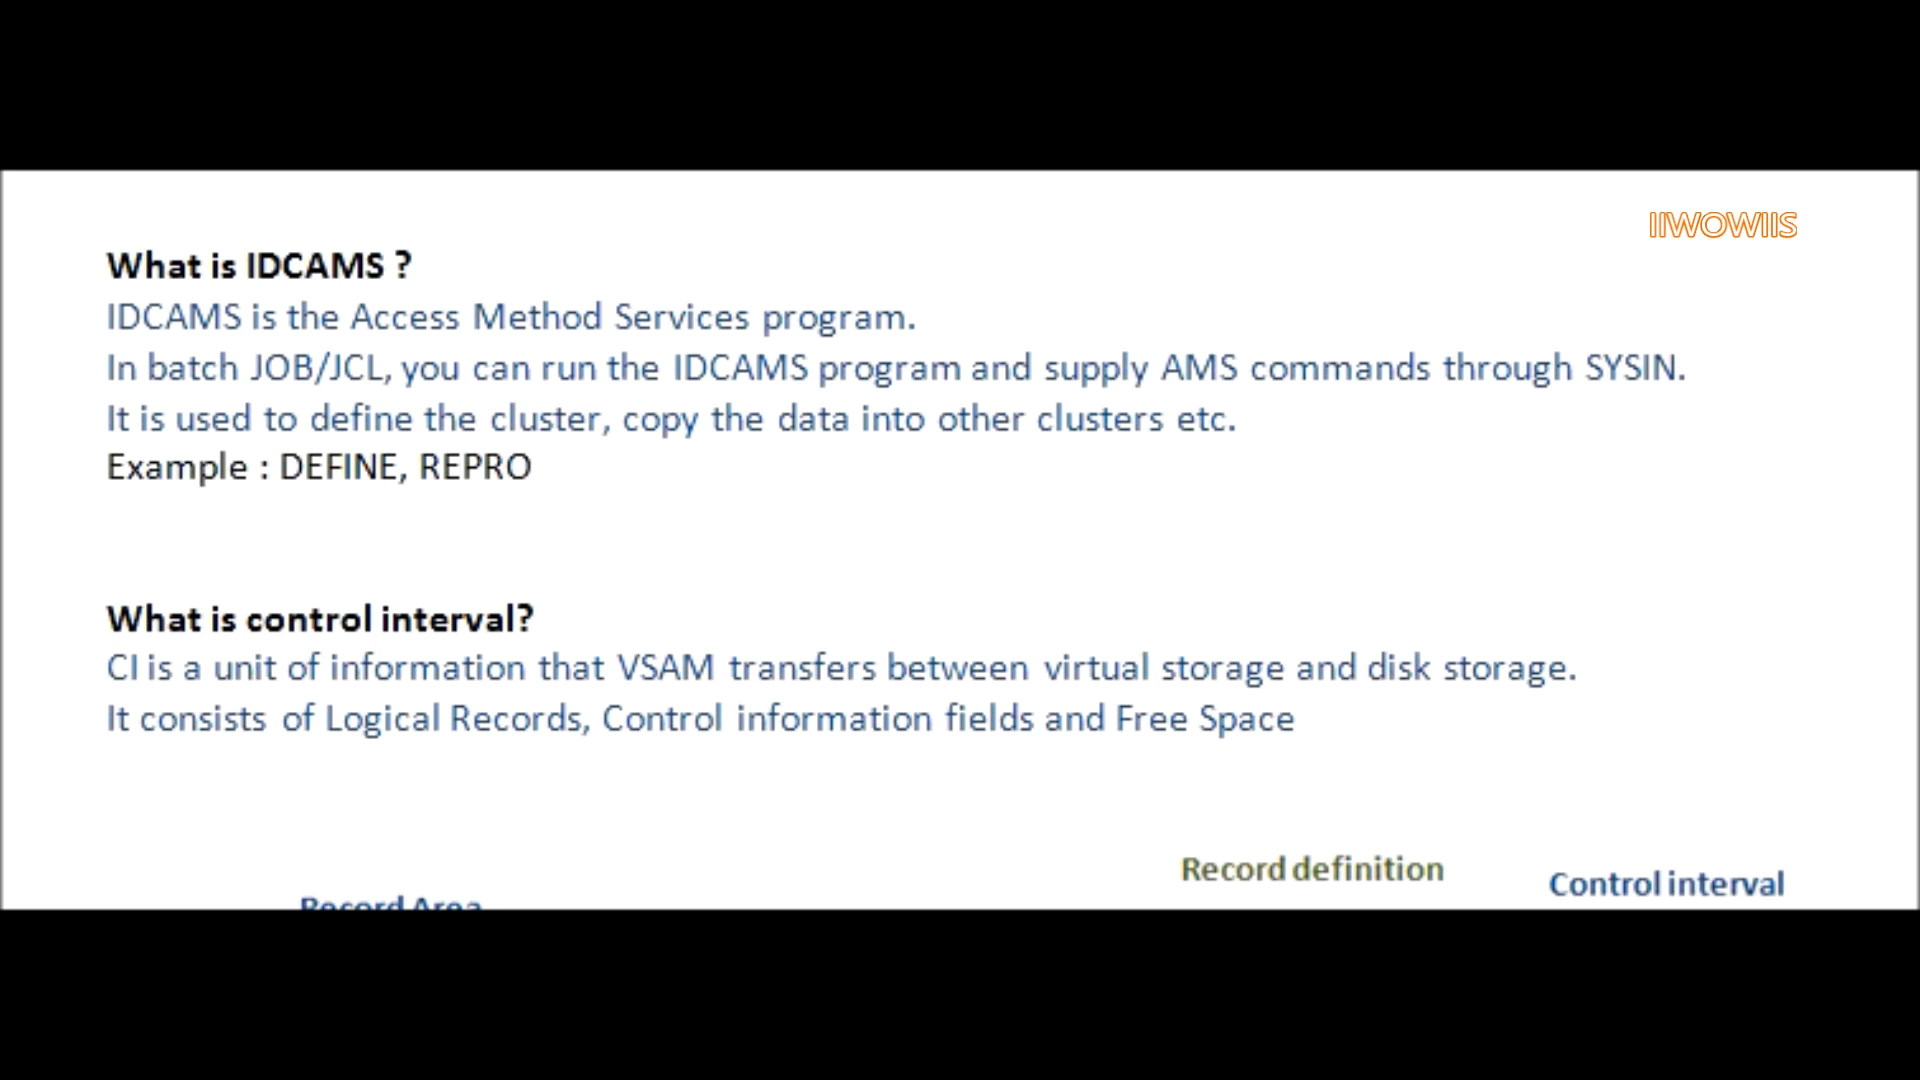 IIWOWIIS
What is IDCAMS ?
IDCAMS is the Access Method Services program.
In batch JOB/JCL, you can run the IDCAMS program and supply AMS commands through SYSIN.
It is used to define the cluster, copy the data into other clusters etc.
Example : DEFINE, REPRO
What is control interval?
CI is a unit of information that VSAM transfers between virtual storage and disk storage.
It consists of Logical Records, Control information fields and Free Space
Record definition
Control interval
Record Area